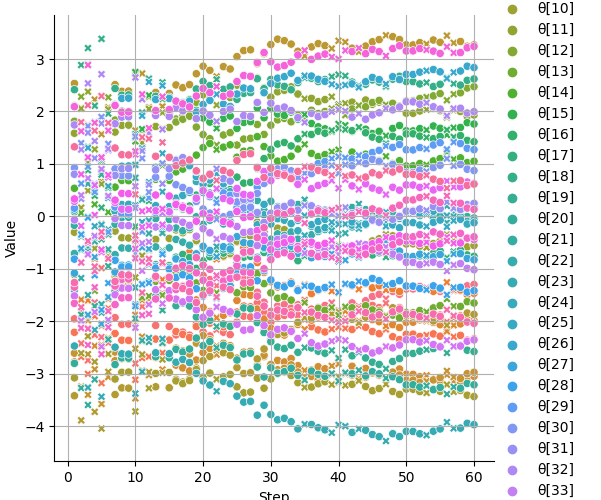 3
2
1
0
−1
−2
−3
−4
Value
0
10
20
30
40
50
60
Step
θ[10]
θ[11]
θ[12]
θ[13]
θ[14]
θ[15]
θ[16]
θ[17]
θ[18]
θ[19]
θ[20]
θ[21]
θ[22]
θ[23]
θ[24]
θ[25]
θ[26]
θ[27]
θ[28]
θ[29]
θ[30]
θ[31]
θ[32]
θ[33]